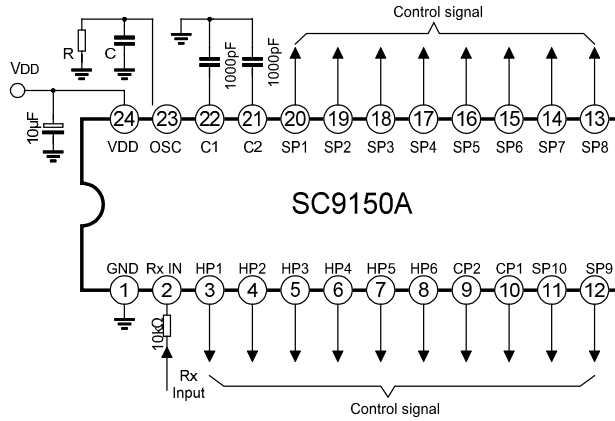 Control signal
R
C
VDD
10μF
1000pF
1000pF
24 23 22 21 20 19 18 17 16 15 14 13
VDD OSC C1 C2 SP1 SP2 SP3 SP4 SP5 SP6 SP7 SP8
SC9150A
GND Rx IN HP1 HP2 HP3 HP4 HP5 HP6 CP2 CP1 SP10 SP9
1 2 3 4 5 6 7 8 9 10 11 12
10kΩ
Rx
Input
Control signal